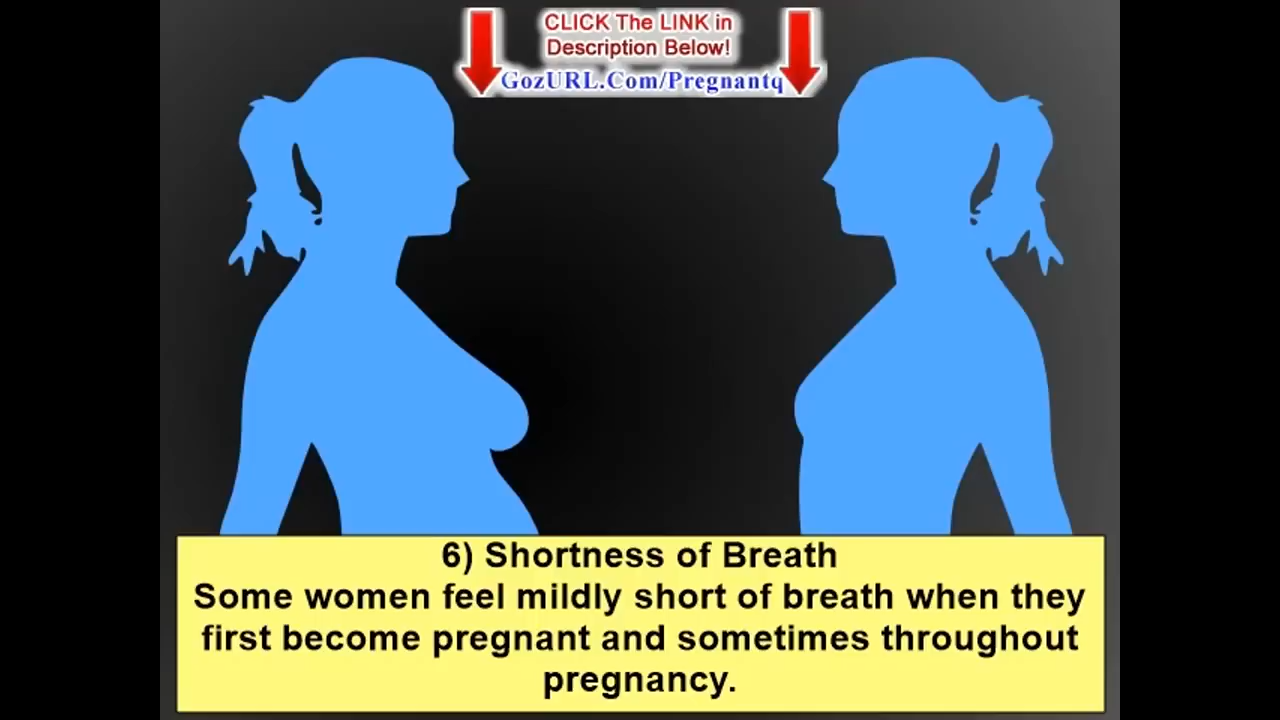 CLICK The LINK in
Description Below!
GozURL.Com/Pregnantq
6) Shortness of Breath
Some women feel mildly short of breath when they
first become pregnant and sometimes throughout
pregnancy.